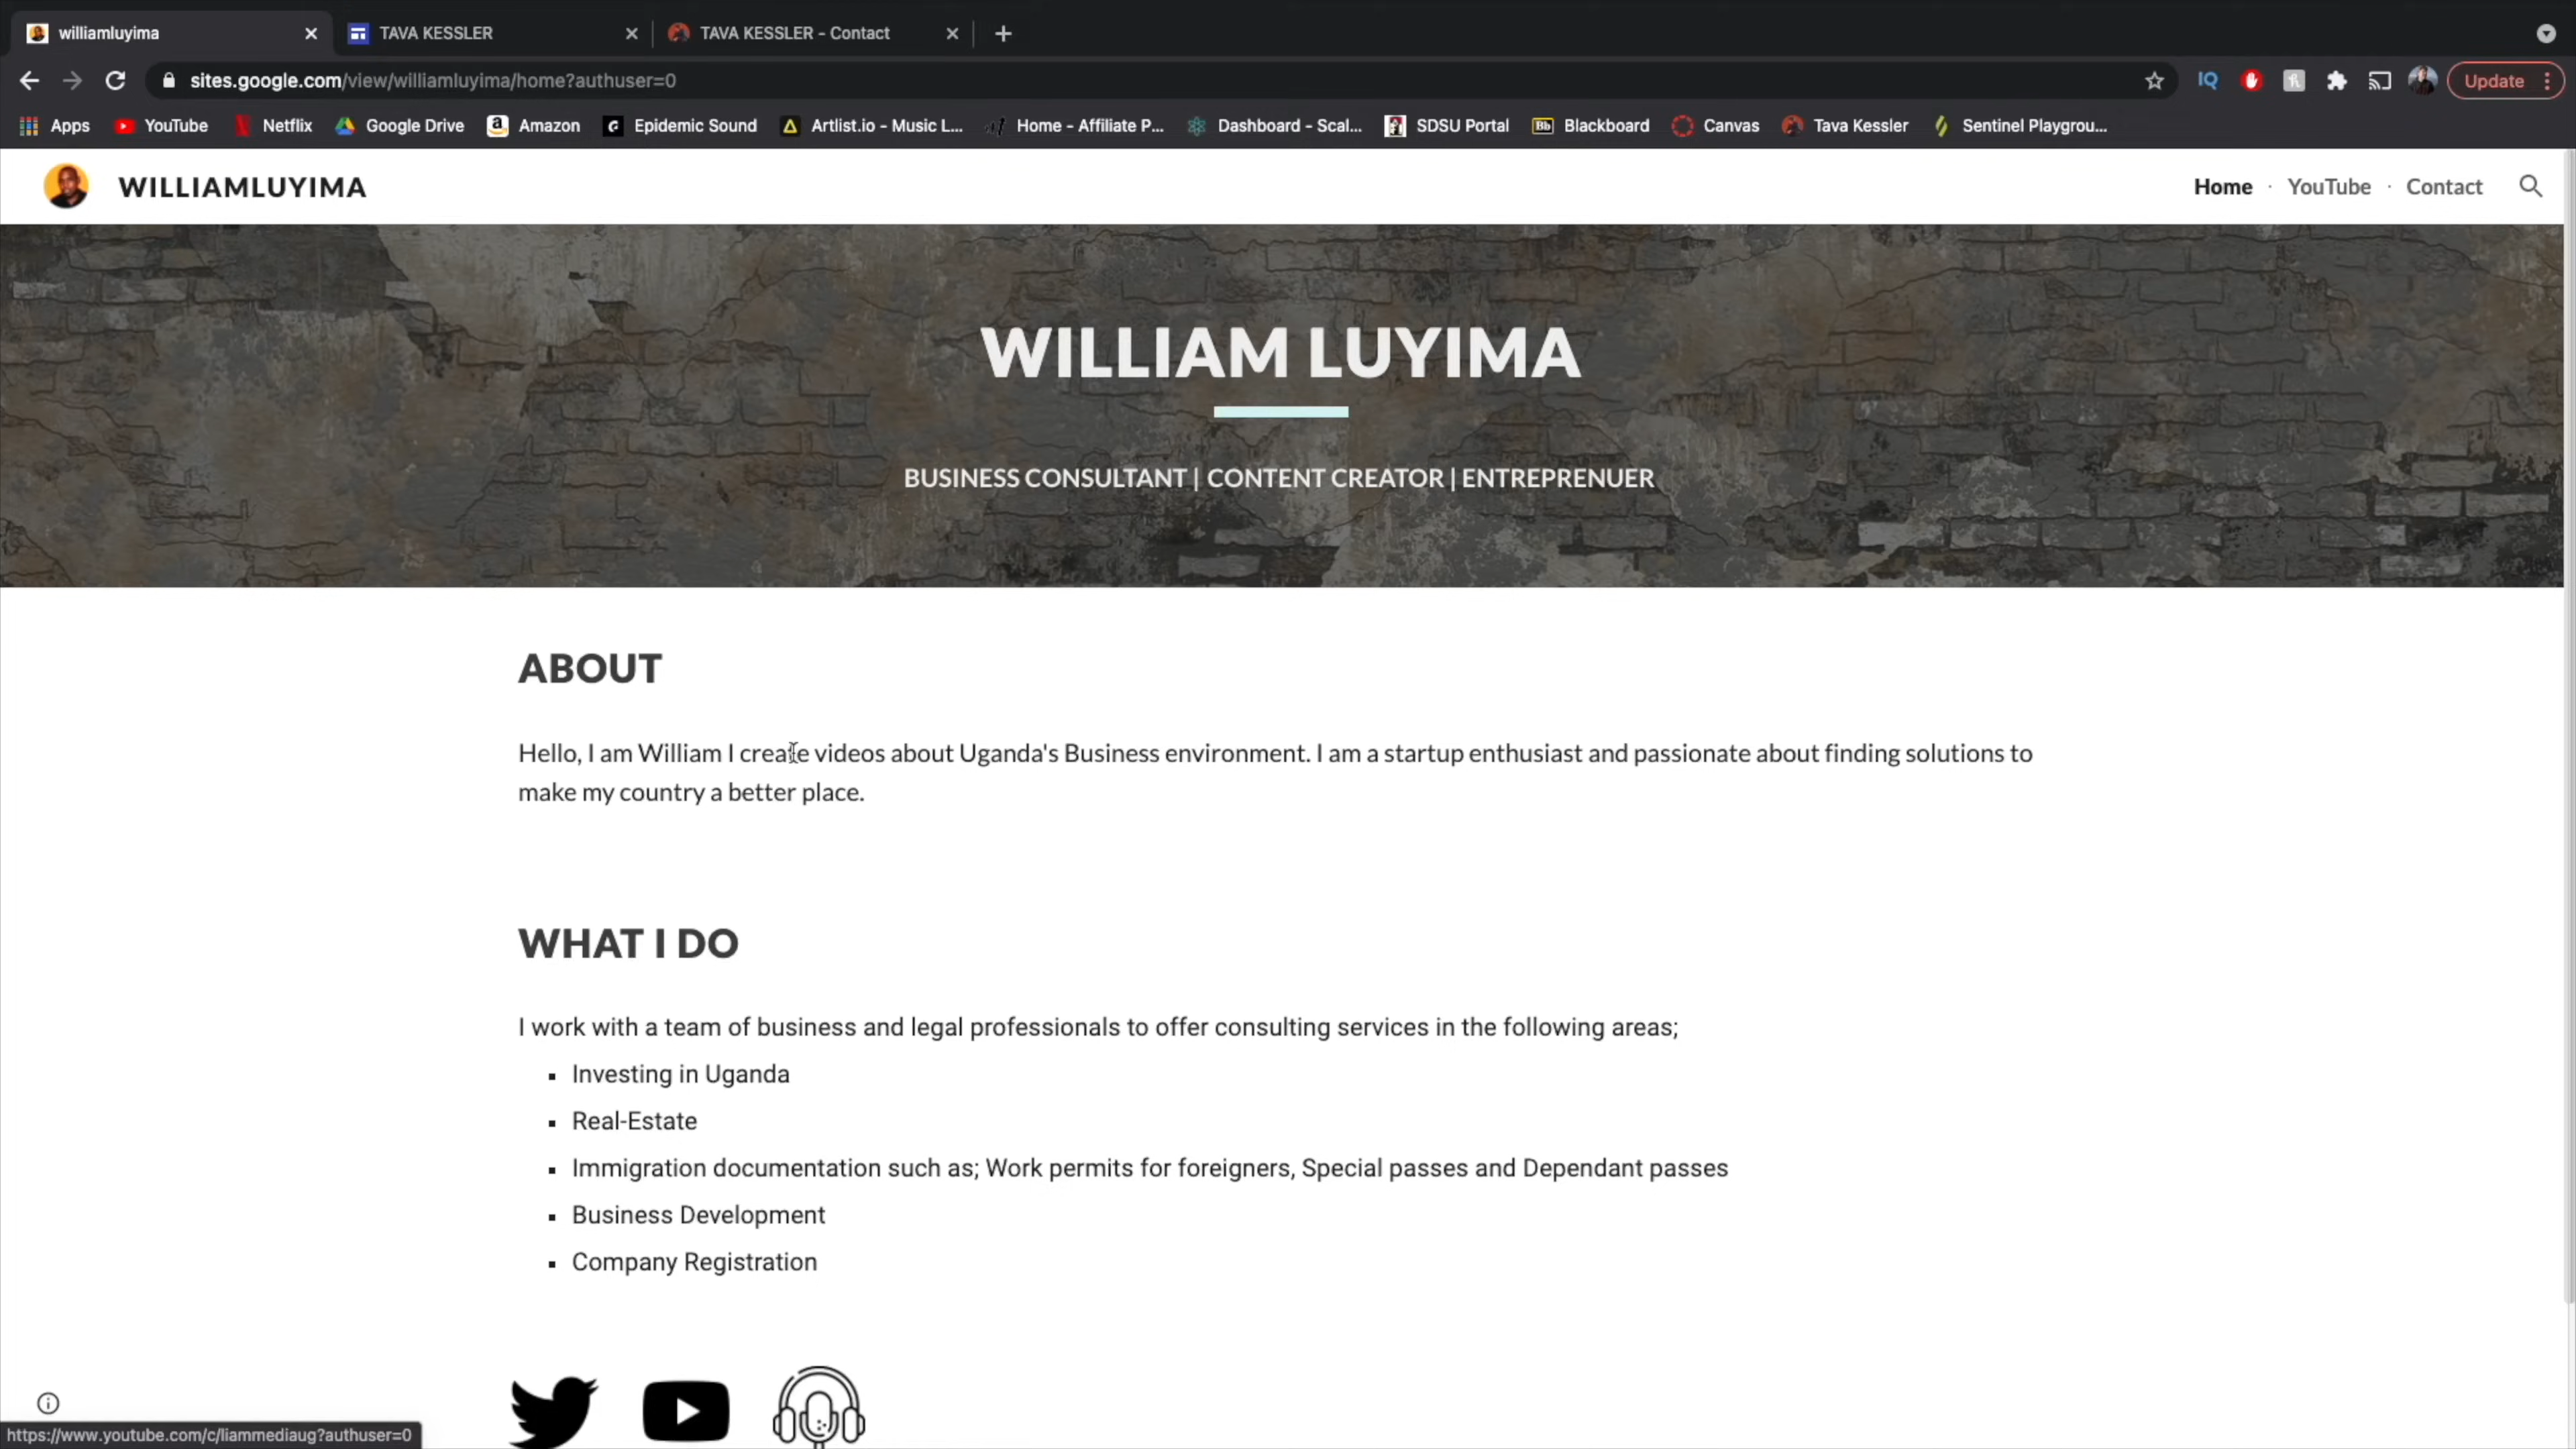 williamluyima
TAVA KESSLER
TAVA KESSLER - Contact
sites.google.com/view/williamluyima/home?authuser=0
IQ
Update
Apps
YouTube
Netflix
Google Drive
Amazon
Epidemic Sound
Artlist.io - Music L...
Home - Affiliate P...
Dashboard - Scal...
SDSU Portal
Bb
Blackboard
Canvas
Tava Kessler
Sentinel Playgrou...
WILLIAMLUYIMA
Home · YouTube · Contact
WILLIAM LUYIMA
BUSINESS CONSULTANT | CONTENT CREATOR | ENTREPRENUER
ABOUT
Hello, I am William I create videos about Uganda's Business environment. I am a startup enthusiast and passionate about finding solutions to
make my country a better place.
WHAT I DO
I work with a team of business and legal professionals to offer consulting services in the following areas;
▪ Investing in Uganda
▪ Real-Estate
▪ Immigration documentation such as; Work permits for foreigners, Special passes and Dependant passes
▪ Business Development
▪ Company Registration
https://www.youtube.com/c/liammediaug?authuser=0